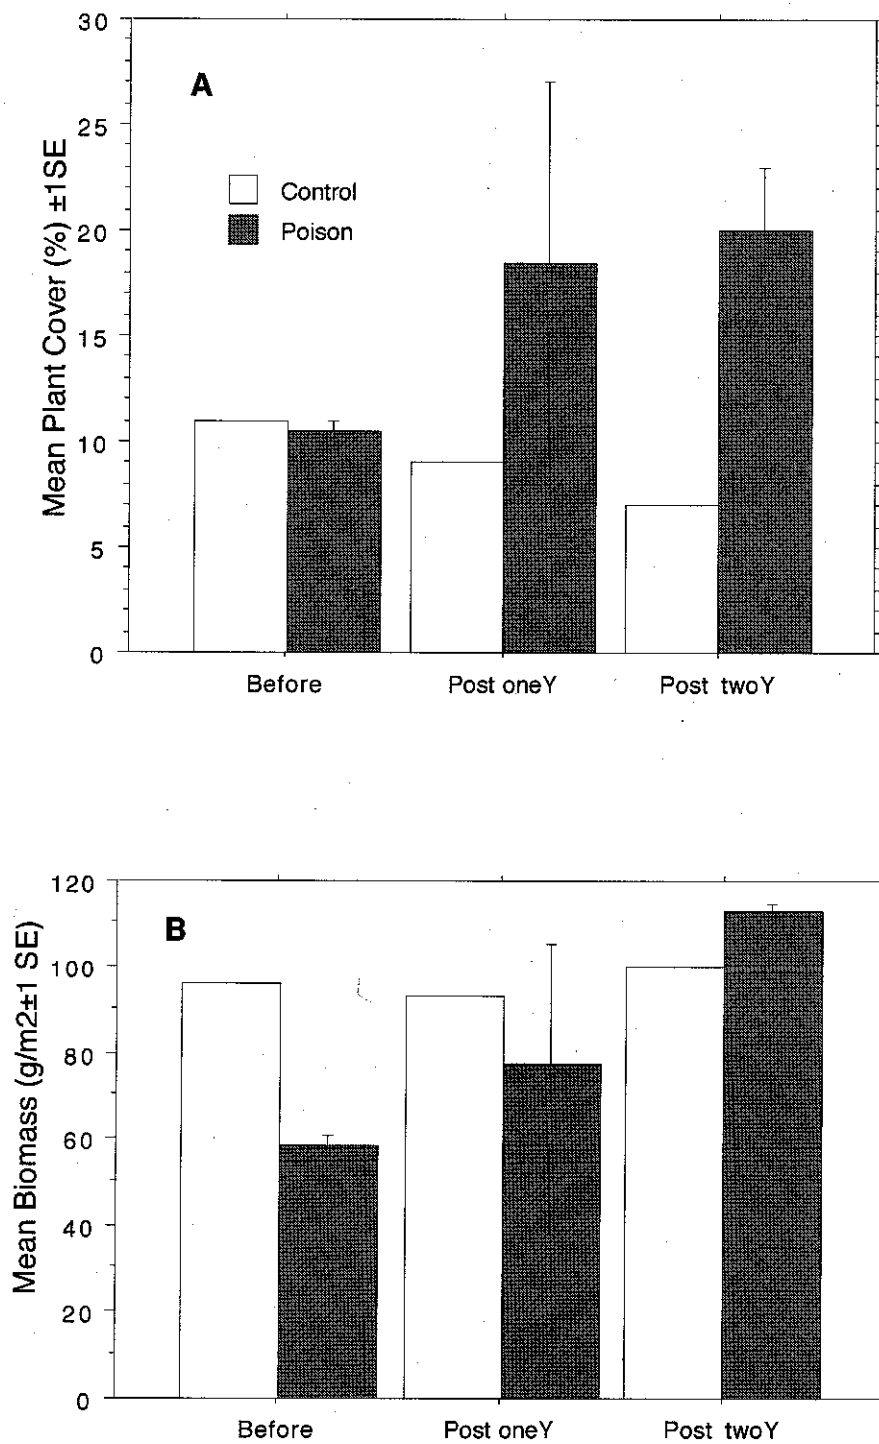 30
A
25
Control
Poison
20
15
10
5
0
Mean Plant Cover (%) ±1SE
Before
Post oneY
Post twoY
120
B
100
80
60
40
20
0
Mean Biomass (g/m2±1 SE)
Before
Post oneY
Post twoY